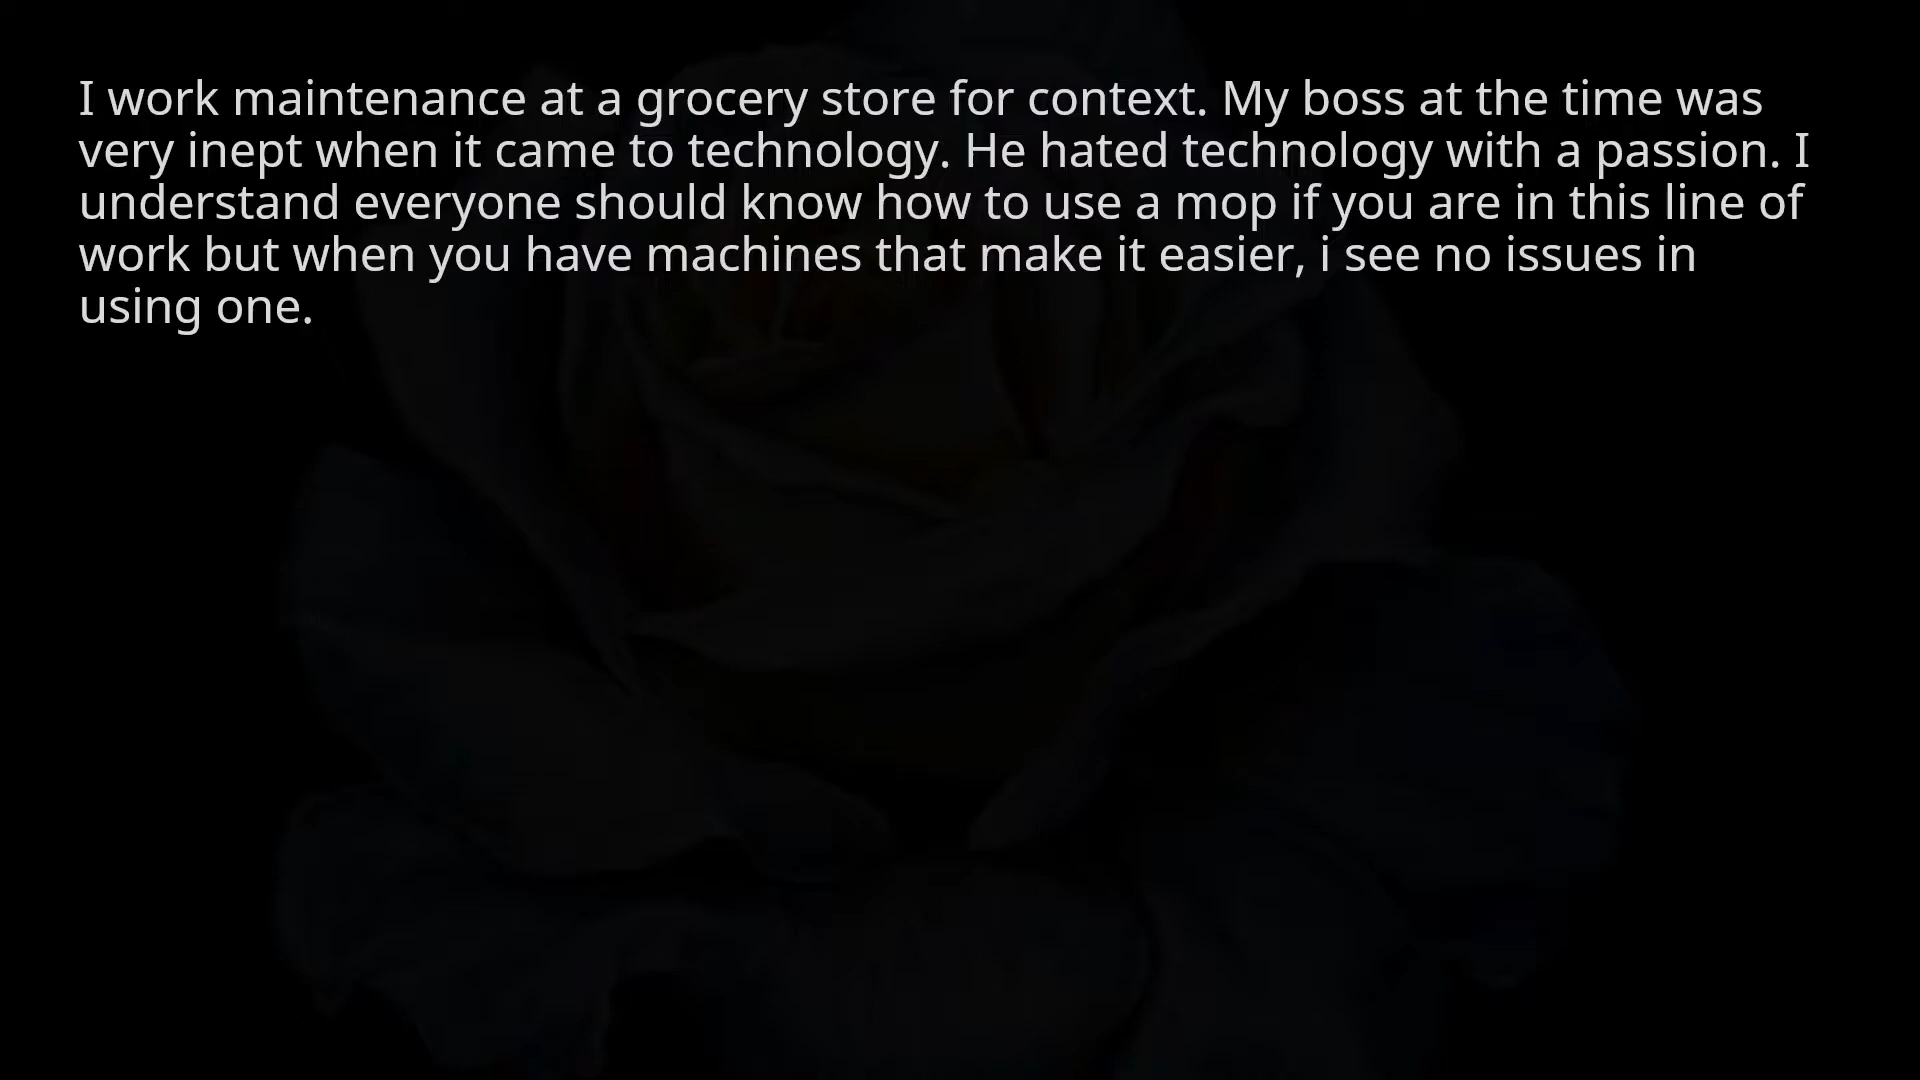 I work maintenance at a grocery store for context. My boss at the time was
very inept when it came to technology. He hated technology with a passion. I
understand everyone should know how to use a mop if you are in this line of
work but when you have machines that make it easier, i see no issues in
using one.